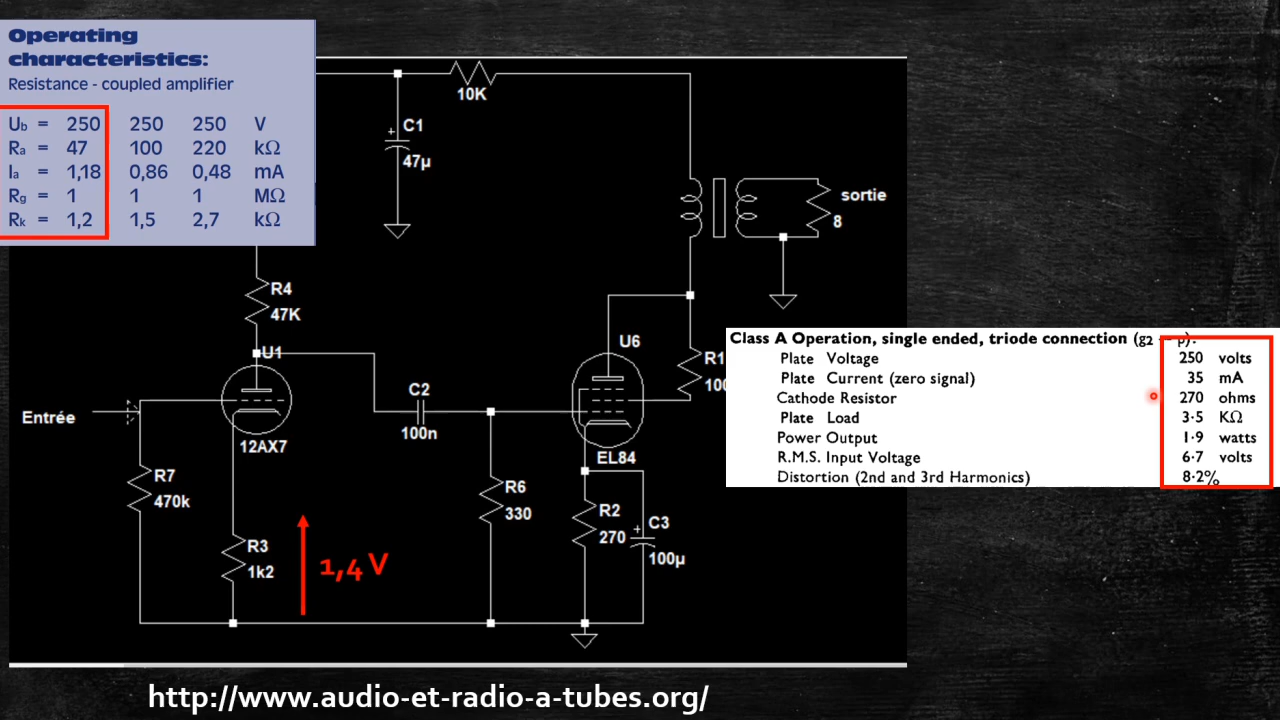 Operating
characteristics:
Resistance - coupled amplifier
Ub = 250 250 250 V
Ra = 47 100 220 kΩ
Ia = 1,18 0,86 0,48 mA
Rg = 1 1 1 MΩ
Rk = 1,2 1,5 2,7 kΩ
10K
C1
+
47µ
sortie
8
R4
47K
U1
U6
Entrée
12AX7
C2
100n
EL84
R1
R7
470k
R6
330
R3
1k2
1,4 V
R2
270
C3
+
100µ
Class A Operation, single ended, triode connection (g2 p).
Plate Voltage 250 volts
Plate Current (zero signal) 35 mA
Cathode Resistor 270 ohms
Plate Load 3·5 KΩ
Power Output 1·9 watts
R.M.S. Input Voltage 6·7 volts
Distortion (2nd and 3rd Harmonics) 8·2%
http://www.audio-et-radio-a-tubes.org/